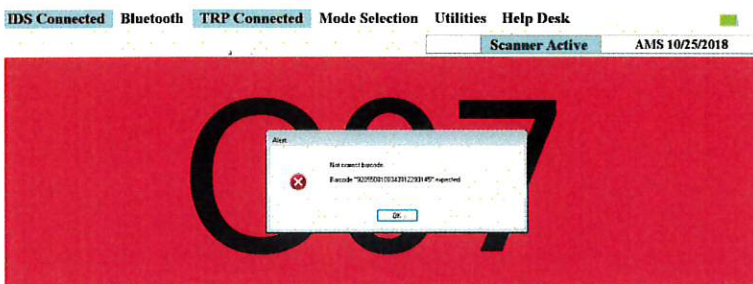 IDS Connected Bluetooth TRP Connected Mode Selection Utilities Help Desk
Scanner Active AMS 10/25/2018
C07
Alert
Not correct barcode.
Barcode expected
OK